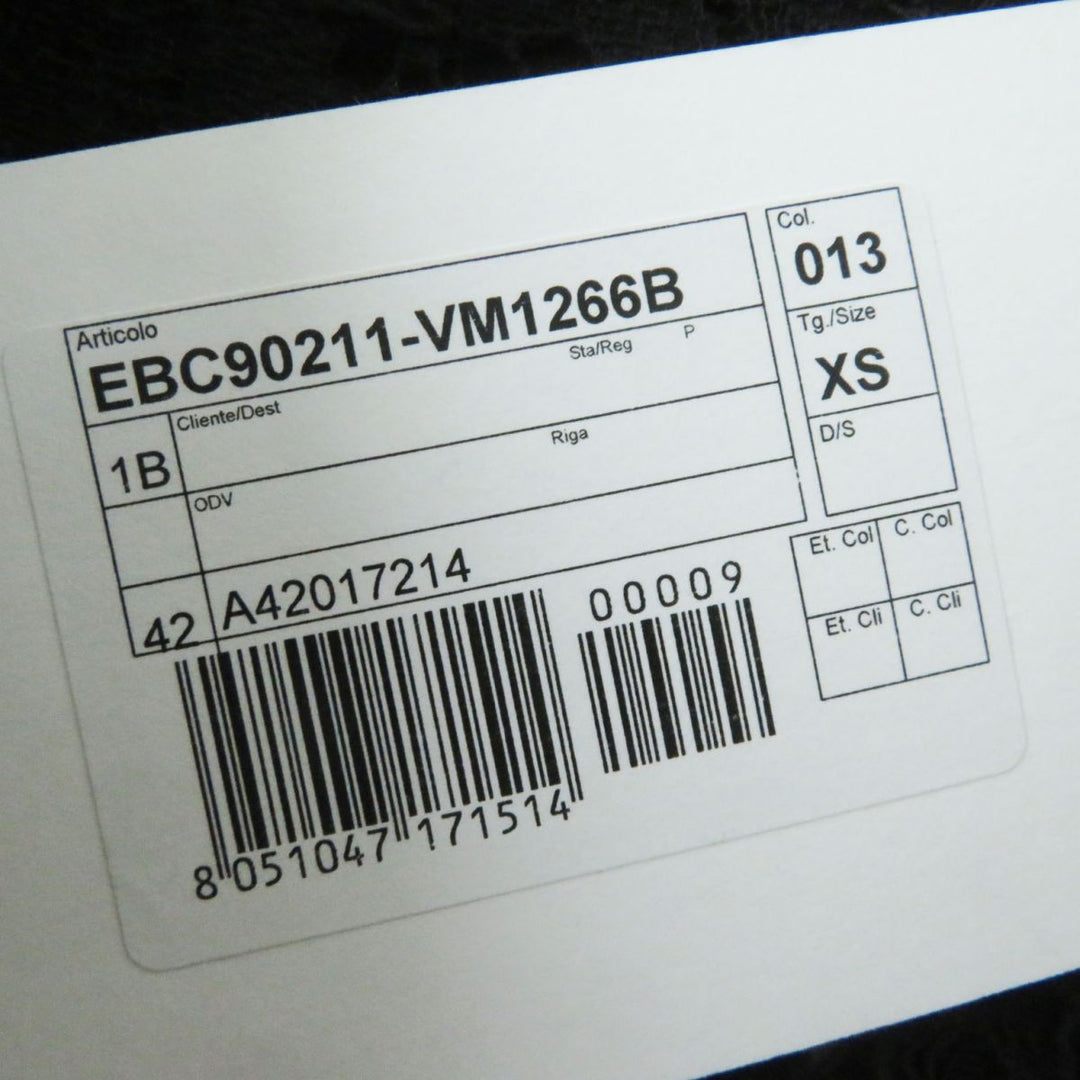 Articolo
EBC90211-VM1266B
Col.
013
Tg./Size
XS
D/S
1B
Cliente/Dest
Sta/Reg
P
Riga
ODV
42
A42017214
00009
Et. Col
C. Col
Et. Cli
C. Cli
8 051047 171514